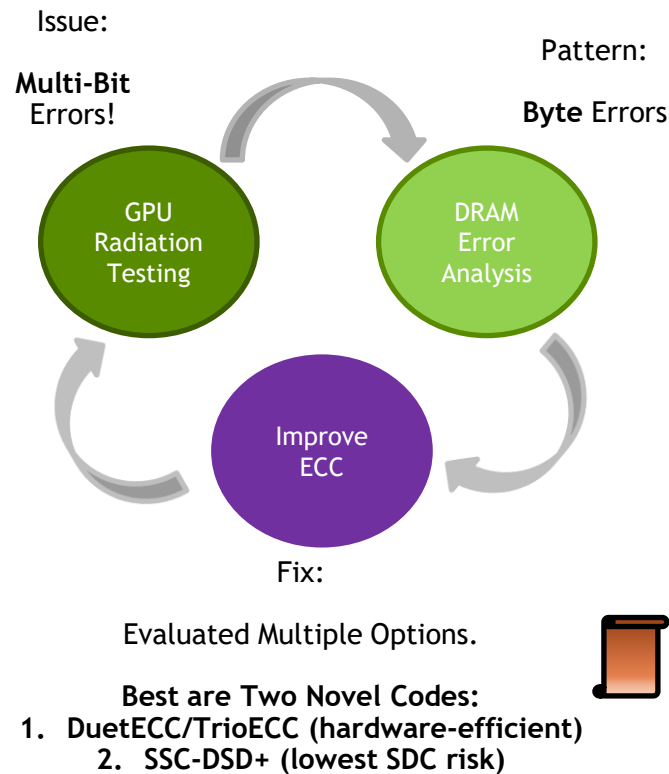 Issue:
Multi-Bit
Errors!
Pattern:
Byte Errors
GPU
Radiation
Testing
DRAM
Error
Analysis
Improve
ECC
Fix:
Evaluated Multiple Options.
Best are Two Novel Codes:
1. DuetECC/TrioECC (hardware-efficient)
2. SSC-DSD+ (lowest SDC risk)